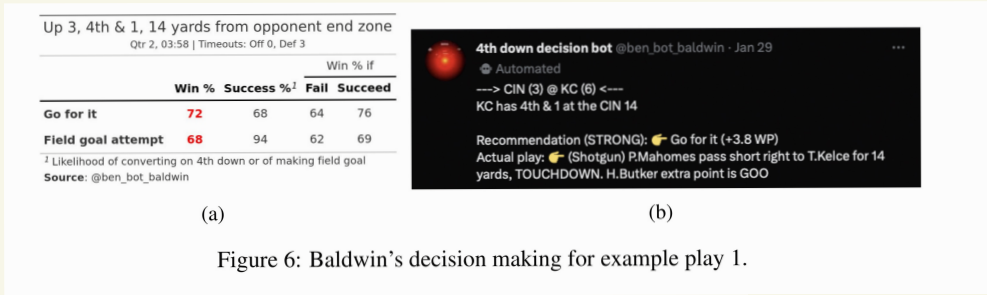 Up 3, 4th & 1, 14 yards from opponent end zone
Qtr 2, 03:58 | Timeouts: Off 0, Def 3
Win % if
Win % Success %1 Fail Succeed
Go for it 72 68 64 76
Field goal attempt 68 94 62 69
1 Likelihood of converting on 4th down or of making field goal
Source: @ben_bot_baldwin
(a)
4th down decision bot @ben_bot_baldwin · Jan 29 ...
Automated
---> CIN (3) @ KC (6) <---
KC has 4th & 1 at the CIN 14
Recommendation (STRONG): 👉 Go for it (+3.8 WP)
Actual play: 👉 (Shotgun) P.Mahomes pass short right to T.Kelce for 14
yards, TOUCHDOWN. H.Butker extra point is GOO
(b)
Figure 6: Baldwin's decision making for example play 1.